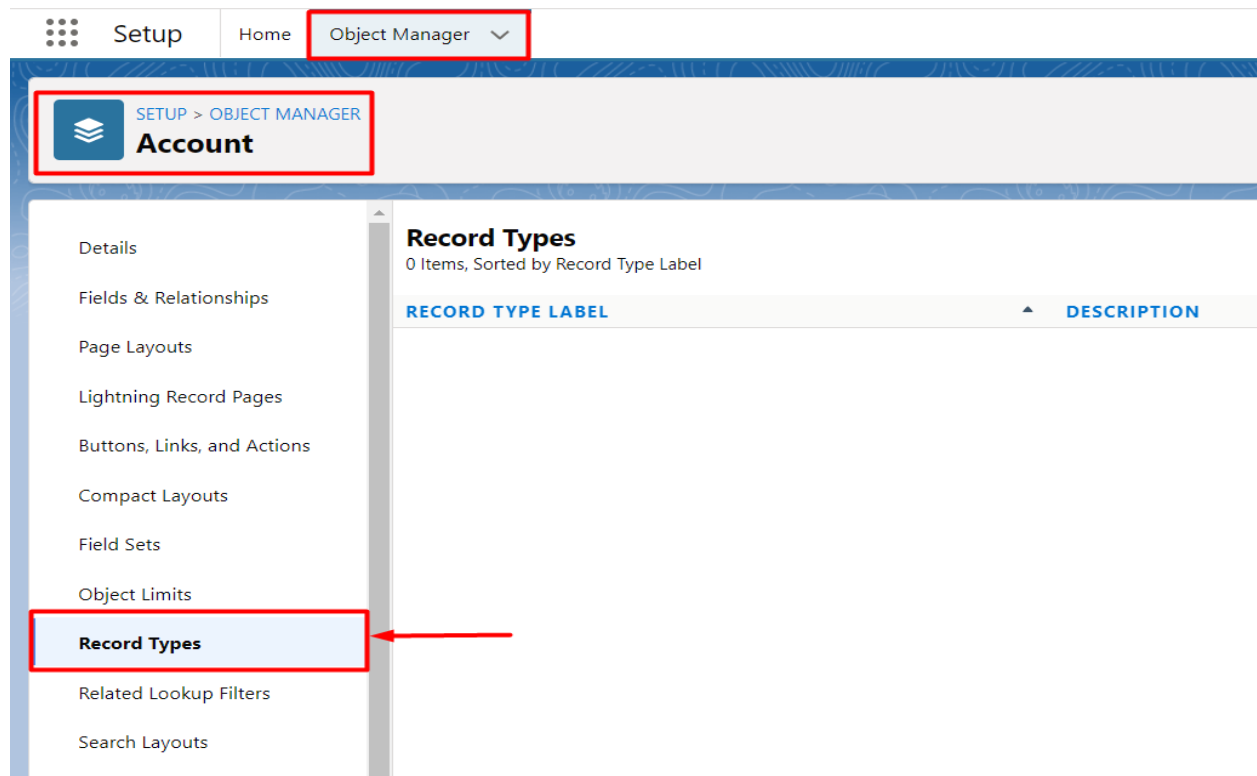 Setup Home Object Manager
SETUP > OBJECT MANAGER
Account
Details
Fields & Relationships
Page Layouts
Lightning Record Pages
Buttons, Links, and Actions
Compact Layouts
Field Sets
Object Limits
Record Types
Related Lookup Filters
Search Layouts
Record Types
0 Items, Sorted by Record Type Label
RECORD TYPE LABEL DESCRIPTION